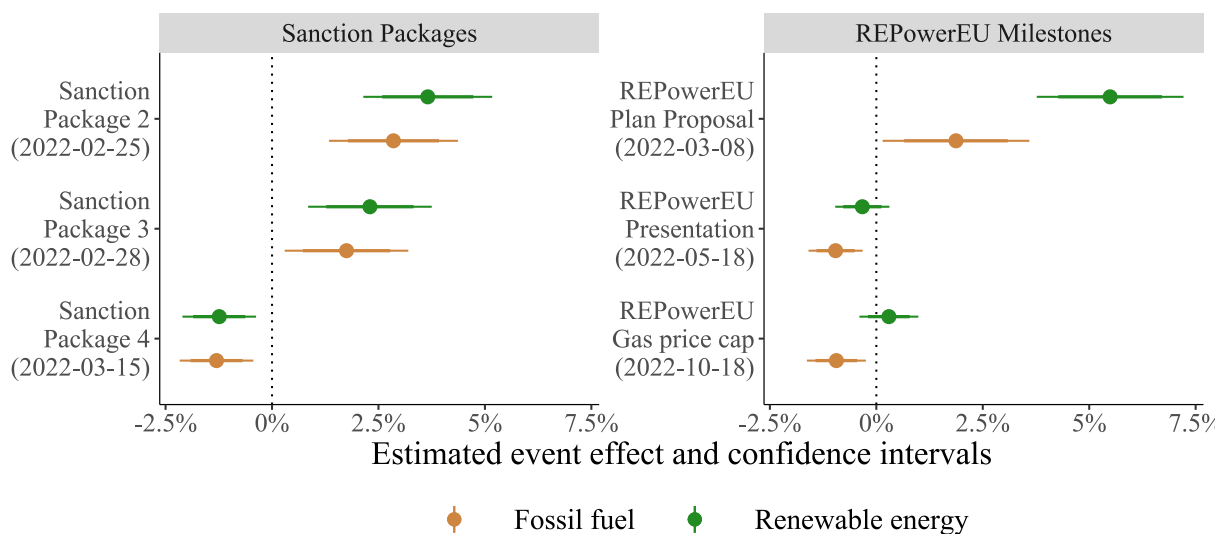 Sanction Packages
Sanction
Package 2
(2022-02-25)
Sanction
Package 3
(2022-02-28)
Sanction
Package 4
(2022-03-15)
-2.5% 0% 2.5% 5% 7.5%
REPowerEU Milestones
REPowerEU
Plan Proposal
(2022-03-08)
REPowerEU
Presentation
(2022-05-18)
REPowerEU
Gas price cap
(2022-10-18)
-2.5% 0% 2.5% 5% 7.5%
Estimated event effect and confidence intervals
Fossil fuel Renewable energy